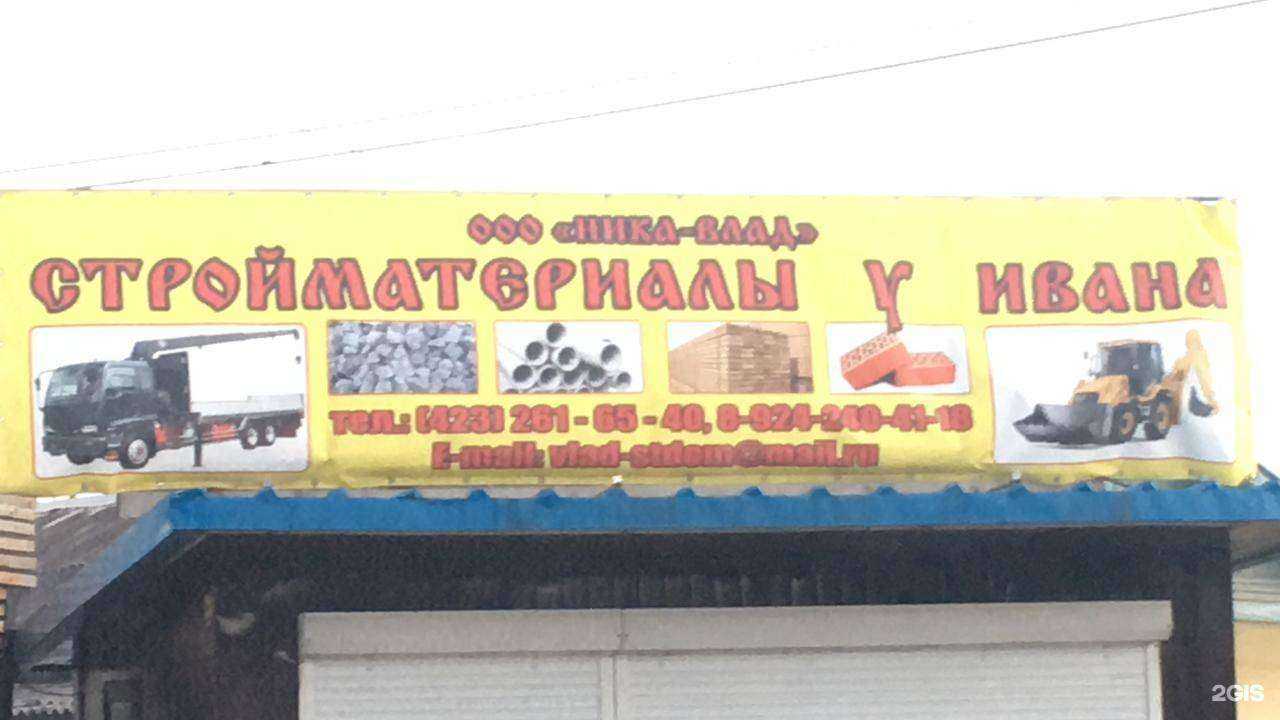 ООО «НИКА-ВЛАД»
СТРОЙМАТЕРИАЛЫ У ИВАНА
тел.: (423) 261 - 65 - 40, 8-924-240-41-18
E-mail: vlad-stdom@mail.ru
2GIS